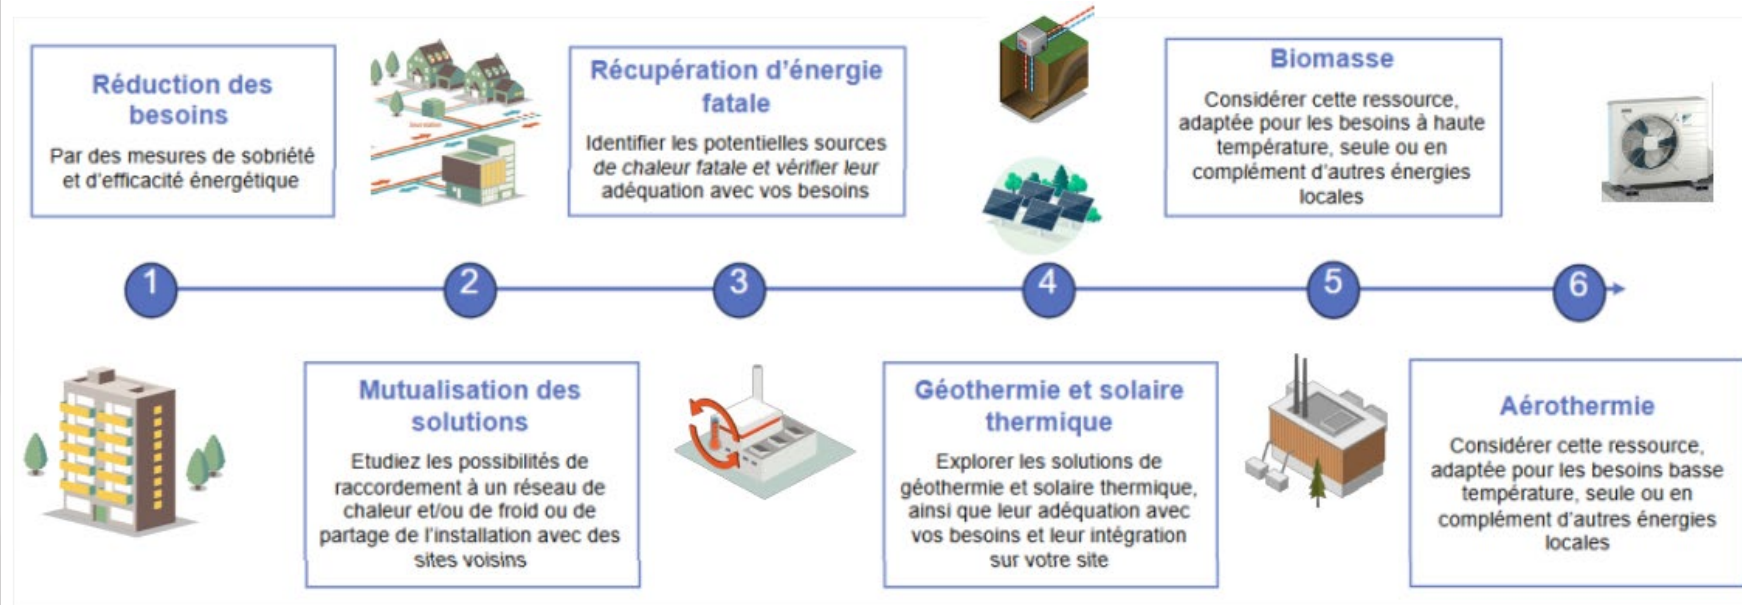 1
Réduction des
besoins
Par des mesures de sobriété
et d'efficacité énergétique
2
Mutualisation des
solutions
Etudiez les possibilités de
raccordement à un réseau de
chaleur et/ou de froid ou de
partage de l'installation avec des
sites voisins
3
Récupération d'énergie
fatale
Identifier les potentielles sources
de chaleur fatale et vérifier leur
adéquation avec vos besoins
4
Géothermie et solaire
thermique
Explorer les solutions de
géothermie et solaire thermique,
ainsi que leur adéquation avec
vos besoins et leur intégration
sur votre site
5
Biomasse
Considérer cette ressource,
adaptée pour les besoins à haute
température, seule ou en
complément d'autres énergies
locales
6
Aérothermie
Considérer cette ressource,
adaptée pour les besoins basse
température, seule ou en
complément d'autres énergies
locales